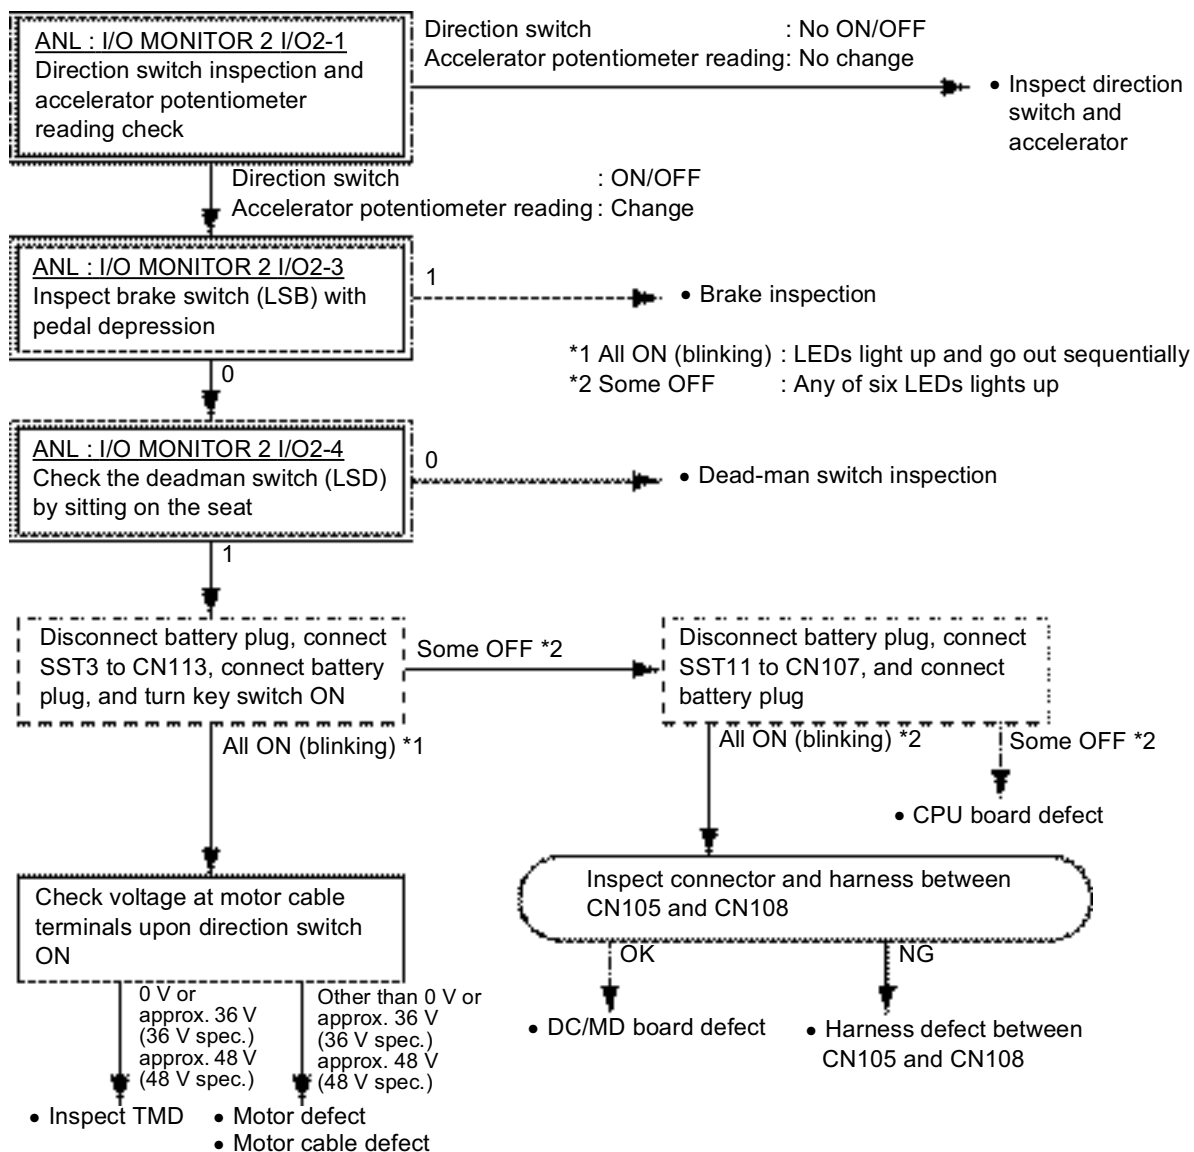 ANL : I/O MONITOR 2 I/O2-1
Direction switch inspection and
accelerator potentiometer
reading check
Direction switch : No ON/OFF
Accelerator potentiometer reading: No change
• Inspect direction
switch and
accelerator
Direction switch : ON/OFF
Accelerator potentiometer reading : Change
ANL : I/O MONITOR 2 I/O2-3
Inspect brake switch (LSB) with
pedal depression
1
• Brake inspection
*1 All ON (blinking) : LEDs light up and go out sequentially
*2 Some OFF : Any of six LEDs lights up
0
ANL : I/O MONITOR 2 I/O2-4
Check the deadman switch (LSD)
by sitting on the seat
0
• Dead-man switch inspection
1
Disconnect battery plug, connect
SST3 to CN113, connect battery
plug, and turn key switch ON
Some OFF *2
Disconnect battery plug, connect
SST11 to CN107, and connect
battery plug
All ON (blinking) *1
All ON (blinking) *2
Some OFF *2
• CPU board defect
Check voltage at motor cable
terminals upon direction switch
ON
Inspect connector and harness between
CN105 and CN108
OK
NG
• DC/MD board defect
• Harness defect between
CN105 and CN108
0 V or
approx. 36 V
(36 V spec.)
approx. 48 V
(48 V spec.)
Other than 0 V or
approx. 36 V
(36 V spec.)
approx. 48 V
(48 V spec.)
• Inspect TMD
• Motor defect
• Motor cable defect